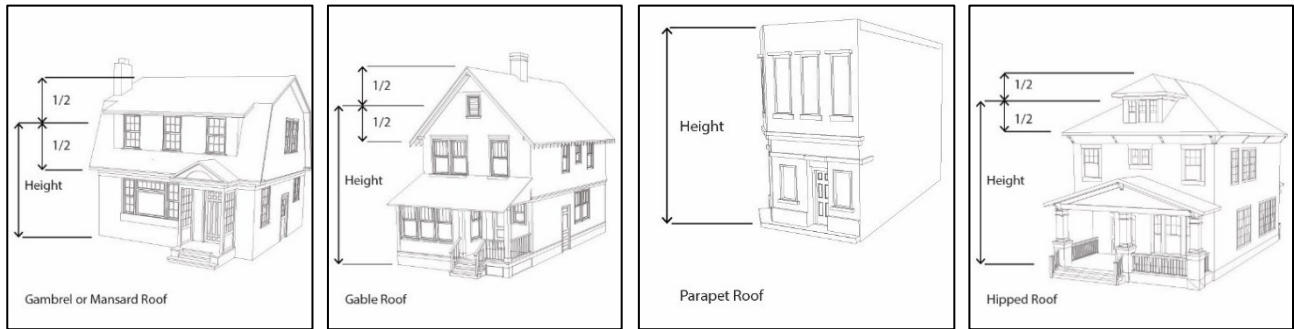 1/2
1/2
Height
Gambrel or Mansard Roof
1/2
1/2
Height
Gable Roof
Height
Parapet Roof
1/2
1/2
Height
Hipped Roof